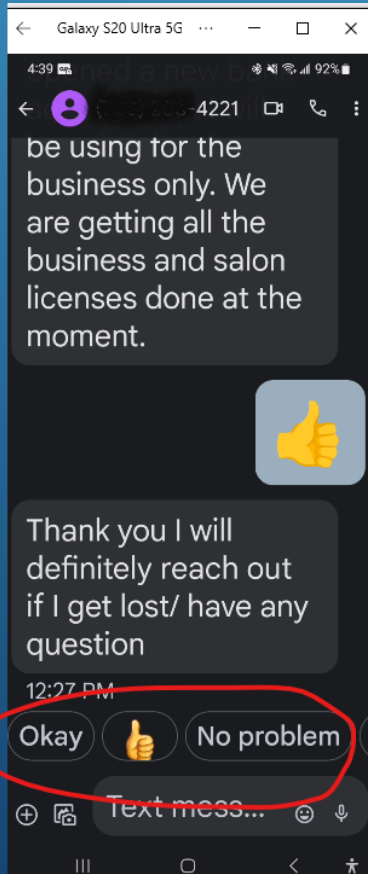 Galaxy S20 Ultra 5G ...
4:39 92%
opened a new
-4221
be using for the
business only. We
are getting all the
business and salon
licenses done at the
moment.
Thank you I will
definitely reach out
if I get lost/ have any
question
12:27 PM
Okay No problem
Text mess...